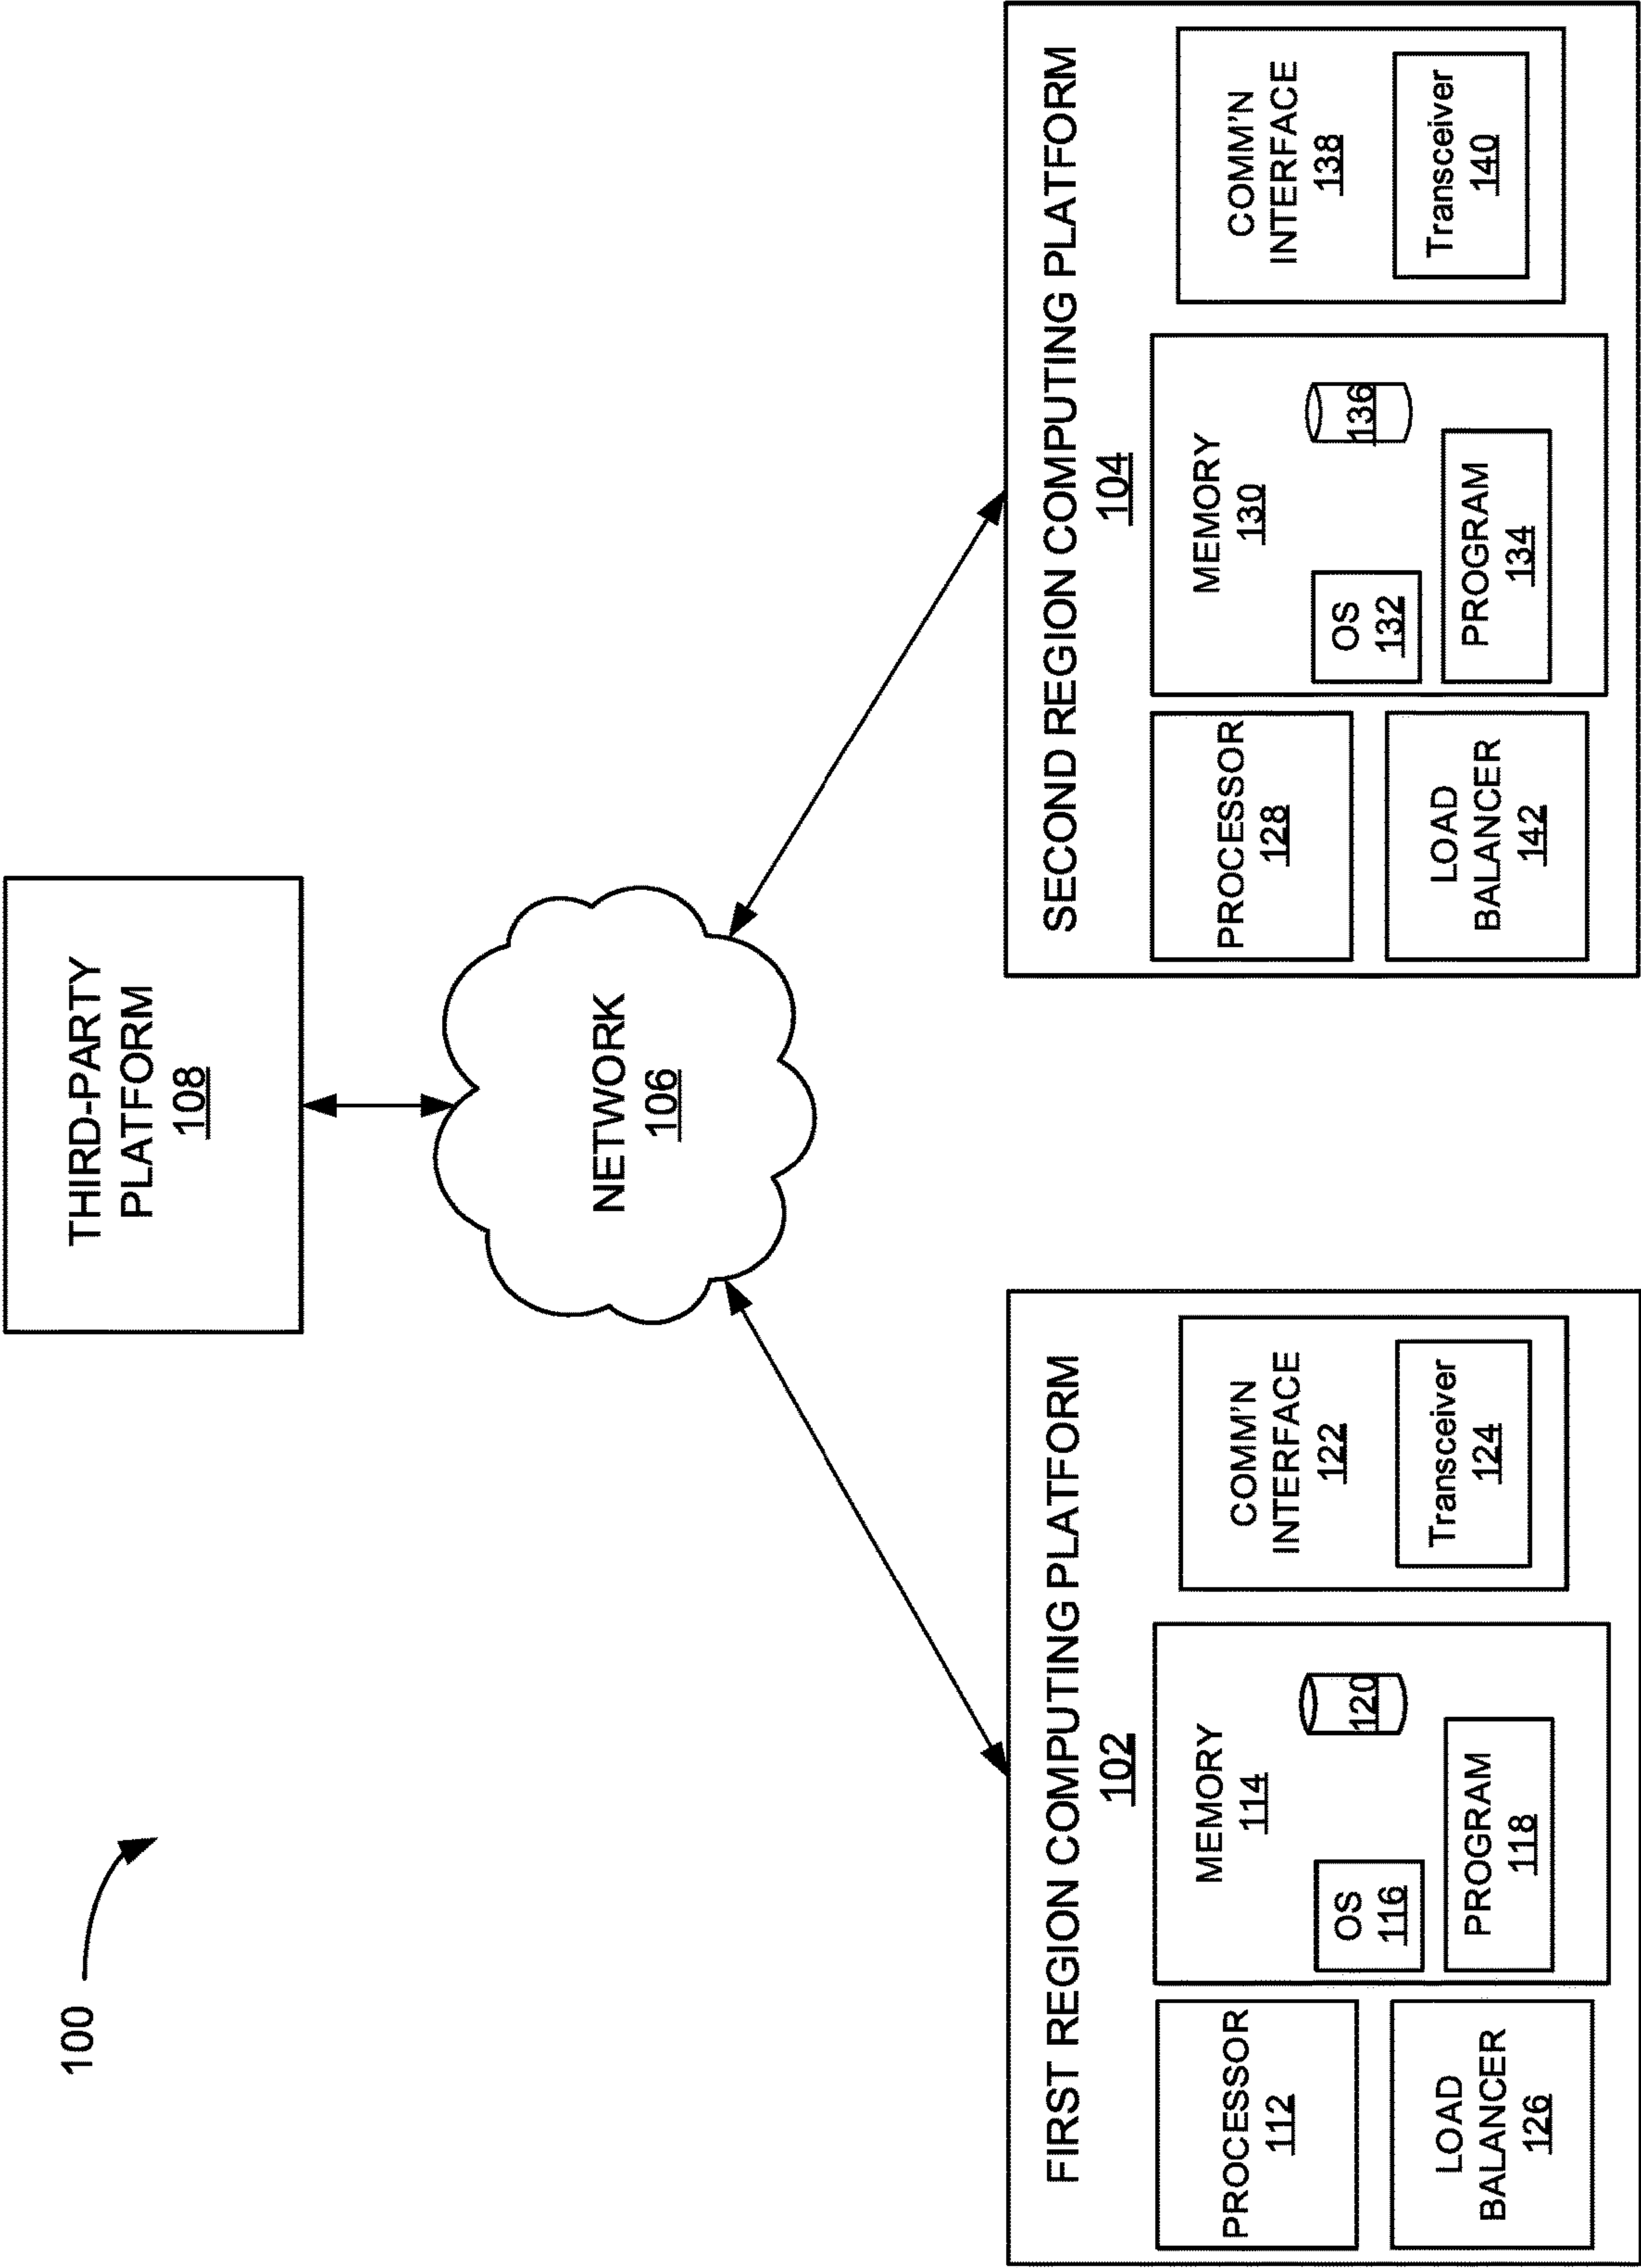 100
THIRD-PARTY
PLATFORM
108
NETWORK
106
FIRST REGION COMPUTING PLATFORM
102
PROCESSOR
112
LOAD
BALANCER
126
MEMORY
114
OS
116
120
PROGRAM
118
COMM'N
INTERFACE
122
Transceiver
124
SECOND REGION COMPUTING PLATFORM
104
PROCESSOR
128
LOAD
BALANCER
142
MEMORY
130
OS
132
136
PROGRAM
134
COMM'N
INTERFACE
138
Transceiver
140